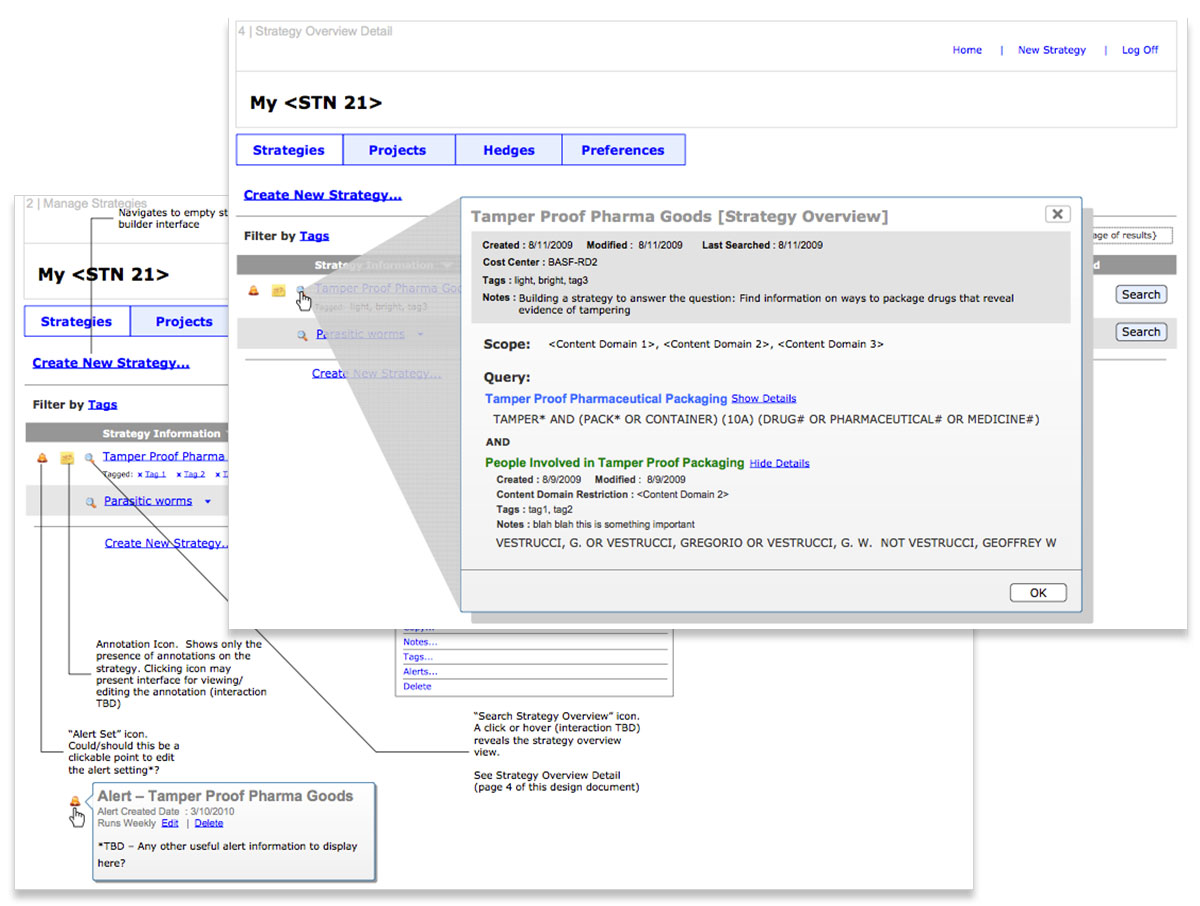 4 | Strategy Overview Detail
Home | New Strategy | Log Off
My <STN 21>
Strategies Projects Hedges Preferences
Create New Strategy...
Filter by Tags
age of results}
Strategy Information
Tamper Proof Pharma Goo
Tagged: light, bright, tag3
Search
Parasitic worms
Search
Create New Strategy...
Tamper Proof Pharma Goods [Strategy Overview]
Created : 8/11/2009 Modified : 8/11/2009 Last Searched : 8/11/2009
Cost Center : BASF-RD2
Tags : light, bright, tag3
Notes : Building a strategy to answer the question: Find information on ways to package drugs that reveal
evidence of tampering
Scope: <Content Domain 1>, <Content Domain 2>, <Content Domain 3>
Query:
Tamper Proof Pharmaceutical Packaging Show Details
TAMPER* AND (PACK* OR CONTAINER) (10A) (DRUG# OR PHARMACEUTICAL# OR MEDICINE#)
AND
People Involved in Tamper Proof Packaging Hide Details
Created : 8/9/2009 Modified : 8/9/2009
Content Domain Restriction : <Content Domain 2>
Tags : tag1, tag2
Notes : blah blah this is something important
VESTRUCCI, G. OR VESTRUCCI, GREGORIO OR VESTRUCCI, G. W. NOT VESTRUCCI, GEOFFREY W
OK
2 | Manage Strategies
Navigates to empty st
builder interface
My <STN 21>
Strategies Projects
Create New Strategy...
Filter by Tags
Strategy Information
Tamper Proof Pharma
Tagged: x Tag 1 x Tag 2 x
Parasitic worms
Create New Strategy..
Notes...
Tags...
Alerts...
Delete
Annotation Icon. Shows only the
presence of annotations on the
strategy. Clicking icon may
present interface for viewing/
editing the annotation (interaction
TBD)
"Alert Set" icon.
Could/should this be a
clickable point to edit
the alert setting*?
"Search Strategy Overview" icon.
A click or hover (interaction TBD)
reveals the strategy overview
view.
See Strategy Overview Detail
(page 4 of this design document)
Alert – Tamper Proof Pharma Goods
Alert Created Date : 3/10/2010
Runs Weekly Edit | Delete
*TBD – Any other useful alert information to display
here?